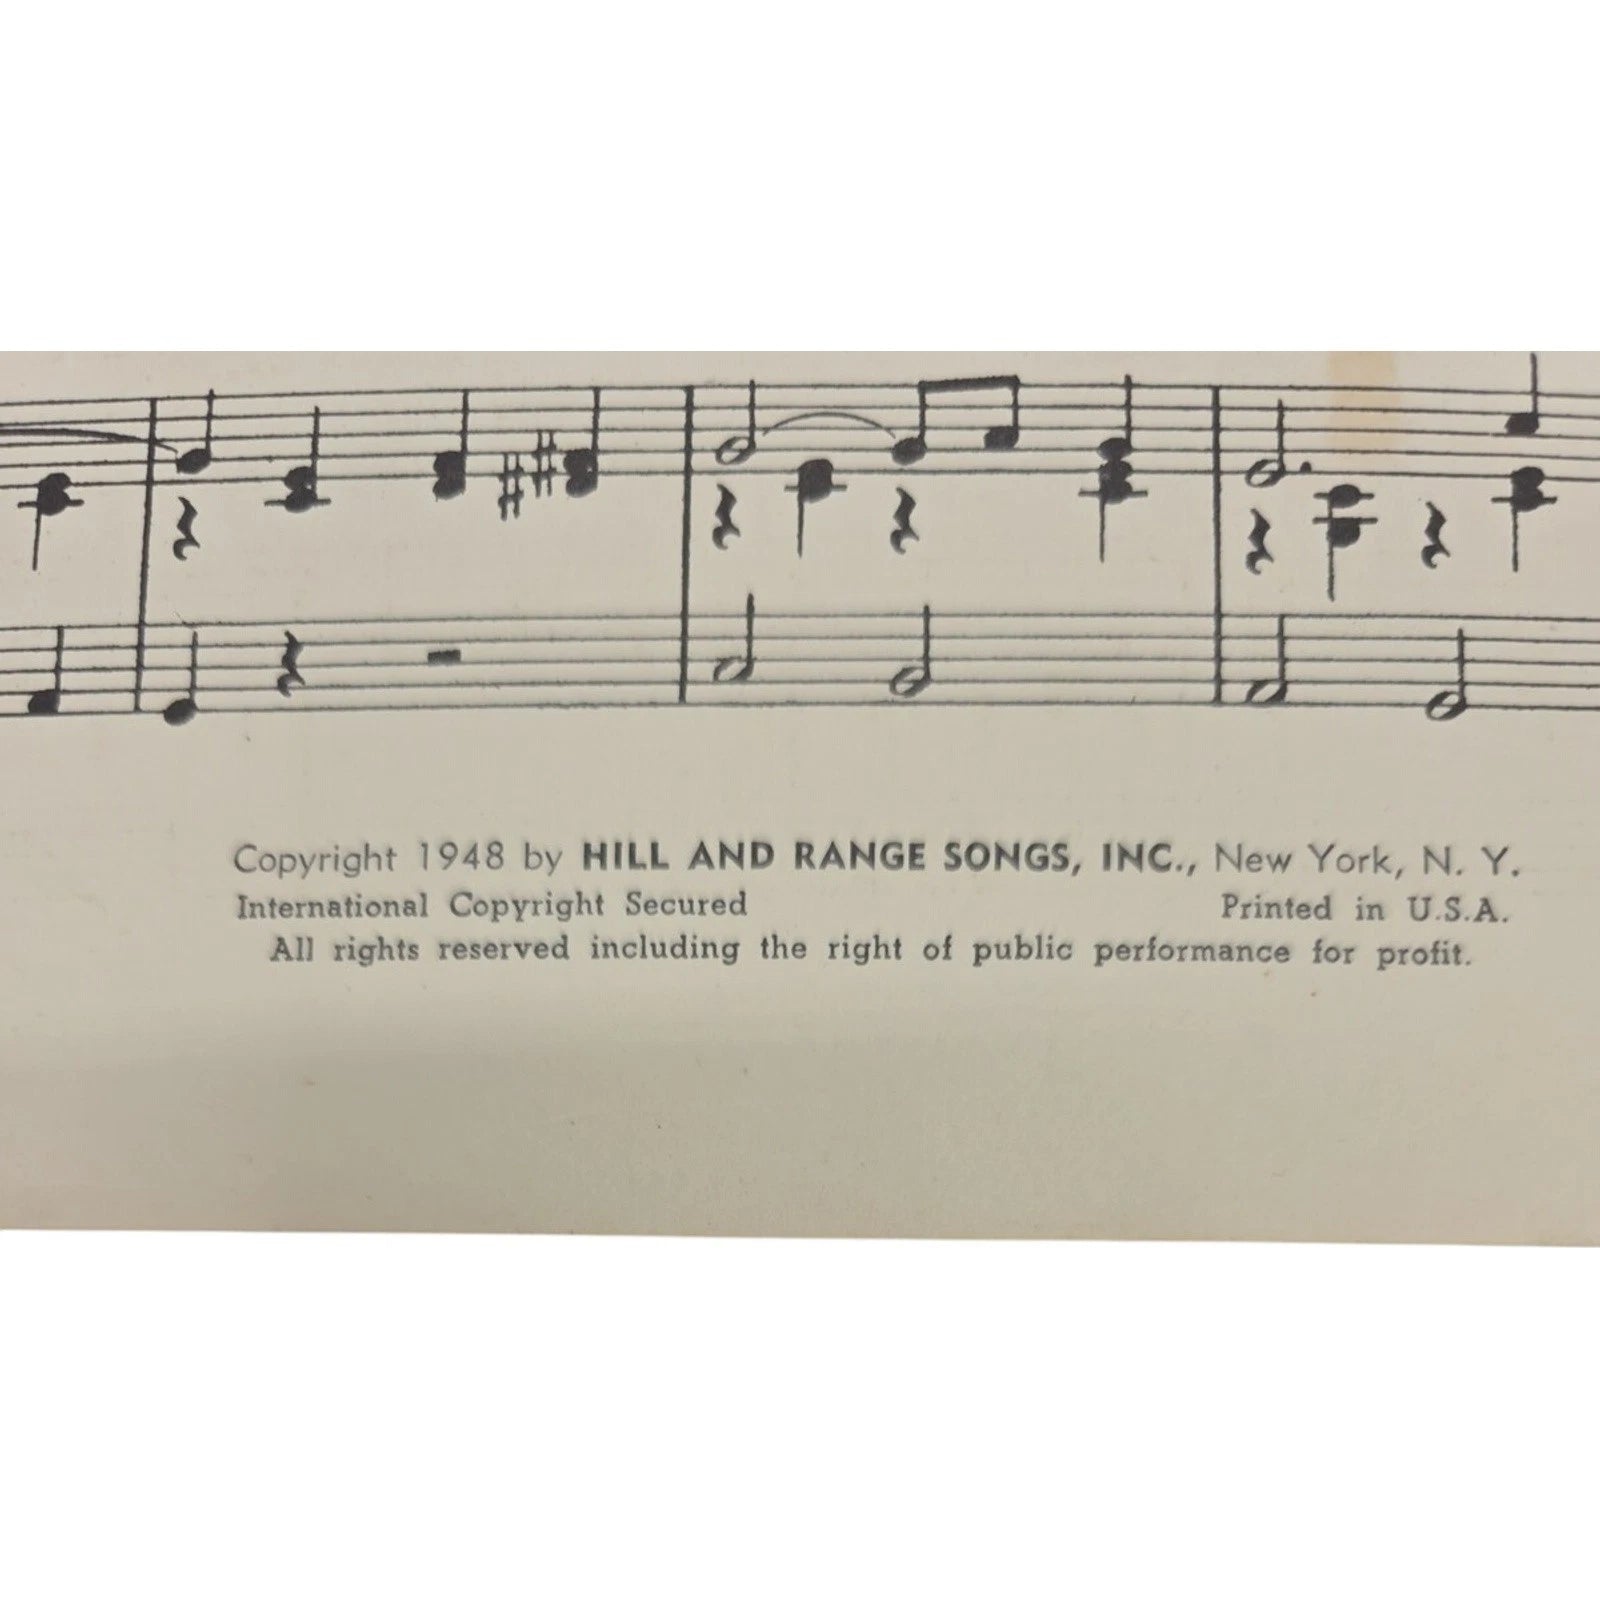 Copyright 1948 by HILL AND RANGE SONGS, INC., New York, N. Y.
International Copyright Secured Printed in U.S.A.
All rights reserved including the right of public performance for profit.